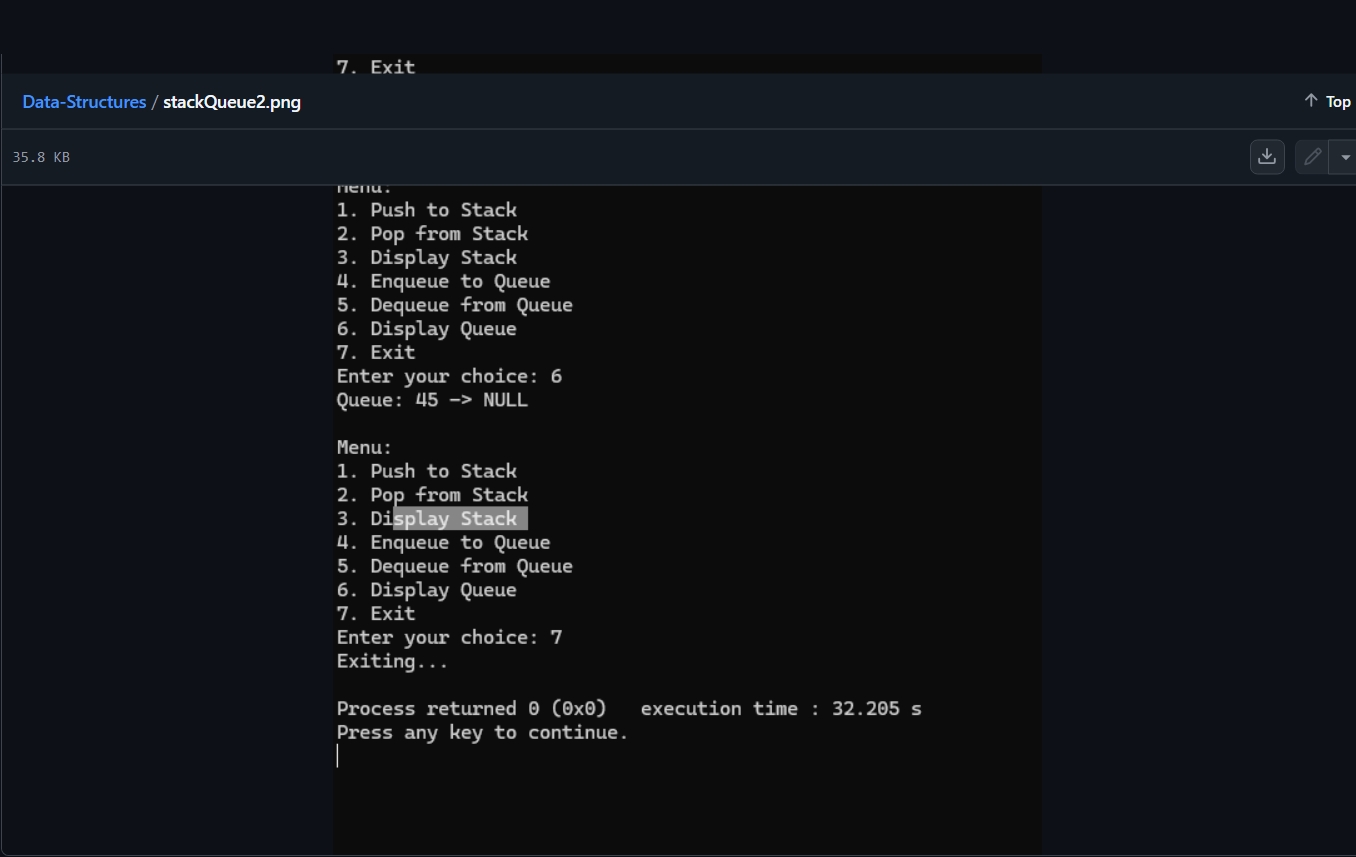 7. Exit
Data-Structures / stackQueue2.png
Top
35.8 KB
Menu:
1. Push to Stack
2. Pop from Stack
3. Display Stack
4. Enqueue to Queue
5. Dequeue from Queue
6. Display Queue
7. Exit
Enter your choice: 6
Queue: 45 -> NULL
Menu:
1. Push to Stack
2. Pop from Stack
3. Display Stack
4. Enqueue to Queue
5. Dequeue from Queue
6. Display Queue
7. Exit
Enter your choice: 7
Exiting...
Process returned 0 (0x0)   execution time : 32.205 s
Press any key to continue.